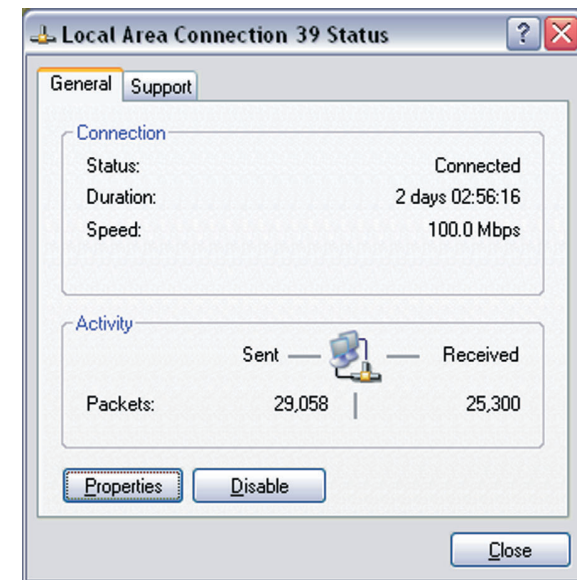 Local Area Connection 39 Status
General Support
Connection
Status: Connected
Duration: 2 days 02:56:16
Speed: 100.0 Mbps
Activity
Sent Received
Packets: 29,058 25,300
Properties Disable
Close